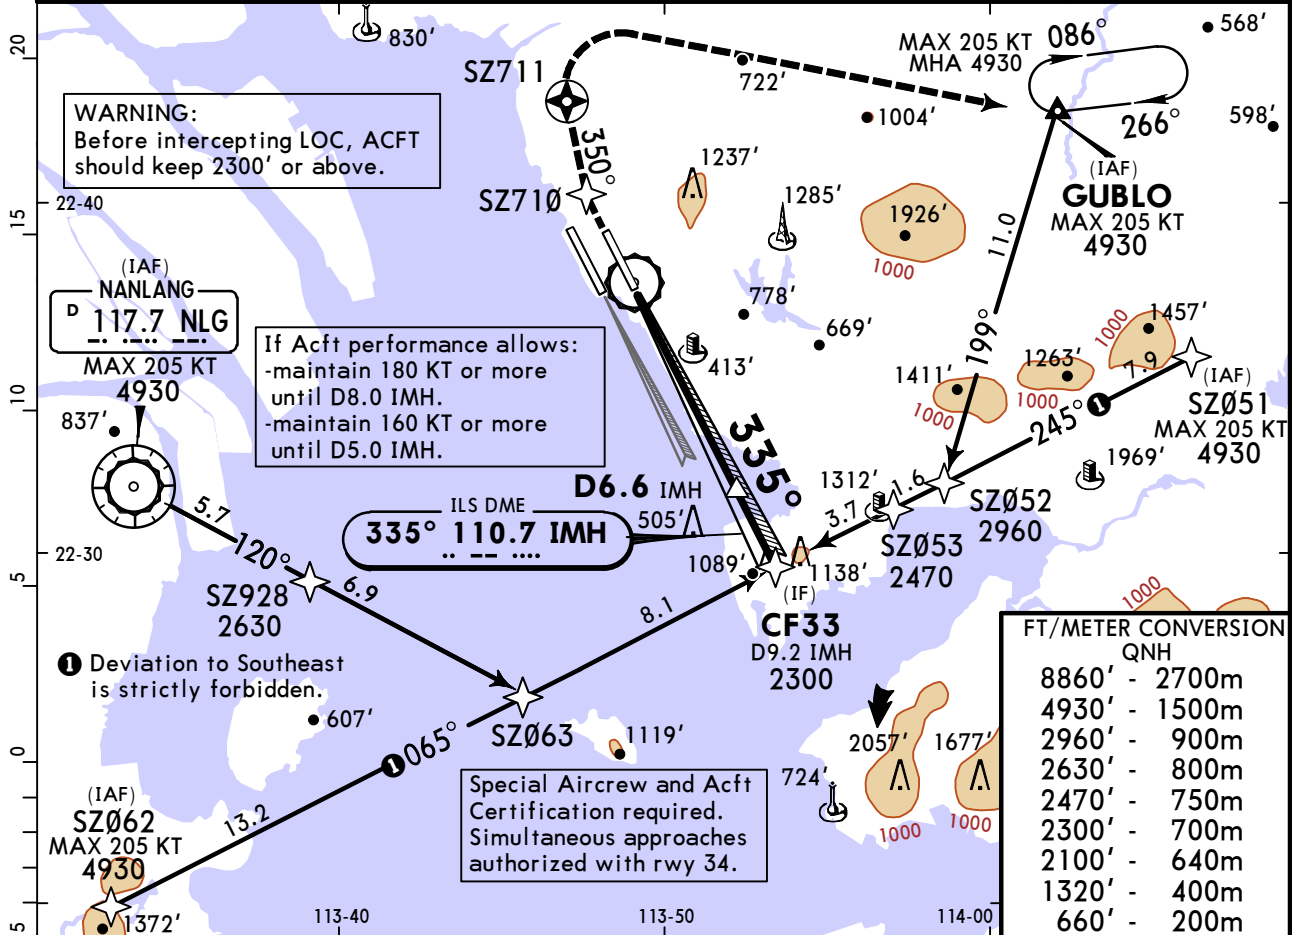 830'
568'
MAX 205 KT
MHA 4930
086°
266°
20
SZ711
722'
1004'
598'
WARNING:
Before intercepting LOC, ACFT
should keep 2300' or above.
350°
1237'
(IAF)
GUBLO
MAX 205 KT
4930
22-40
15
SZ71Ø
1285'
1926'
1000
11.0
199°
(IAF)
NANLANG
D 117.7 NLG
MAX 205 KT
4930
778'
669'
413'
If Acft performance allows:
-maintain 180 KT or more
until D8.0 IMH.
-maintain 160 KT or more
until D5.0 IMH.
1457'
1000
1263'
1000
1411'
1000
7.9
245°
1
(IAF)
SZØ51
MAX 205 KT
4930
10
837'
335°
D6.6 IMH
505'
1312'
1.6
3.7
1969'
SZØ52
2960
SZØ53
2470
ILS DME
335° 110.7 IMH
5.7
120°
22-30
5
6.9
SZ928
2630
1089'
1138'
(IF)
CF33
D9.2 IMH
2300
8.1
1000
1 Deviation to Southeast
is strictly forbidden.
607'
SZØ63
1119'
065°
1
0
13.2
(IAF)
SZØ62
MAX 205 KT
4930
1372'
5
Special Aircrew and Acft
Certification required.
Simultaneous approaches
authorized with rwy 34.
724'
2057'
1677'
1000
1000
113-40
113-50
114-00
FT/METER CONVERSION
QNH
8860' - 2700m
4930' - 1500m
2960' - 900m
2630' - 800m
2470' - 750m
2300' - 700m
2100' - 640m
1320' - 400m
660' - 200m